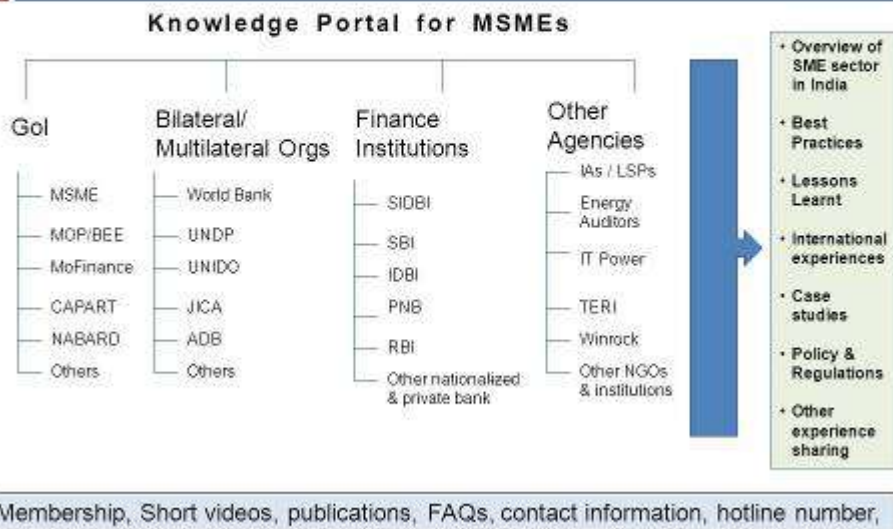 Knowledge Portal for MSMEs
GoI
MSME
MOP/BEE
MoFinance
CAPART
NABARD
Others
Bilateral/
Multilateral Orgs
World Bank
UNDP
UNIDO
JICA
ADB
Others
Finance
Institutions
SIDBI
SBI
IDBI
PNB
RBI
Other nationalized
& private bank
Other
Agencies
IAs / LSPs
Energy
Auditors
IT Power
TERI
Winrock
Other NGOs
& institutions
• Overview of
SME sector
in India
• Best
Practices
• Lessons
Learnt
• International
experiences
• Case
studies
• Policy &
Regulations
• Other
experience
sharing
Membership, Short videos, publications, FAQs, contact information, hotline number,